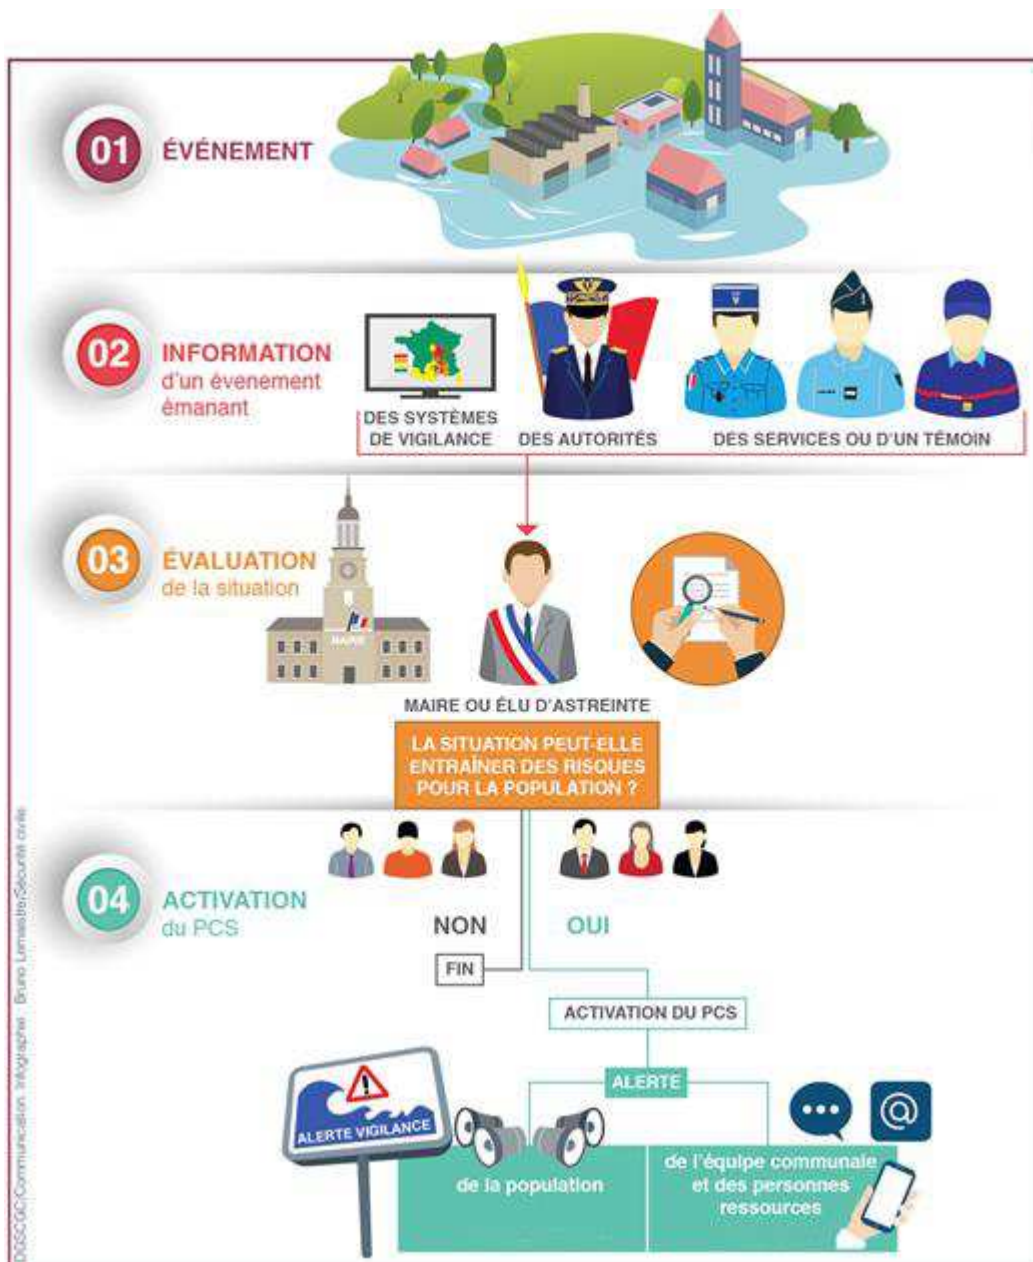 01 ÉVÉNEMENT
02 INFORMATION
d'un évenement
émanant
DES SYSTÈMES
DE VIGILANCE
DES AUTORITÉS
DES SERVICES OU D'UN TÉMOIN
03 ÉVALUATION
de la situation
MAIRIE
MAIRE OU ÉLU D'ASTREINTE
LA SITUATION PEUT-ELLE
ENTRAÎNER DES RISQUES
POUR LA POPULATION ?
04 ACTIVATION
du PCS
NON
OUI
FIN
ACTIVATION DU PCS
ALERTE
ALERTE VIGILANCE
@
de la population
de l'équipe communale
et des personnes
ressources
DGSCGC/Communication. Infographie : Bruno Lemaistre/Sécurité civile